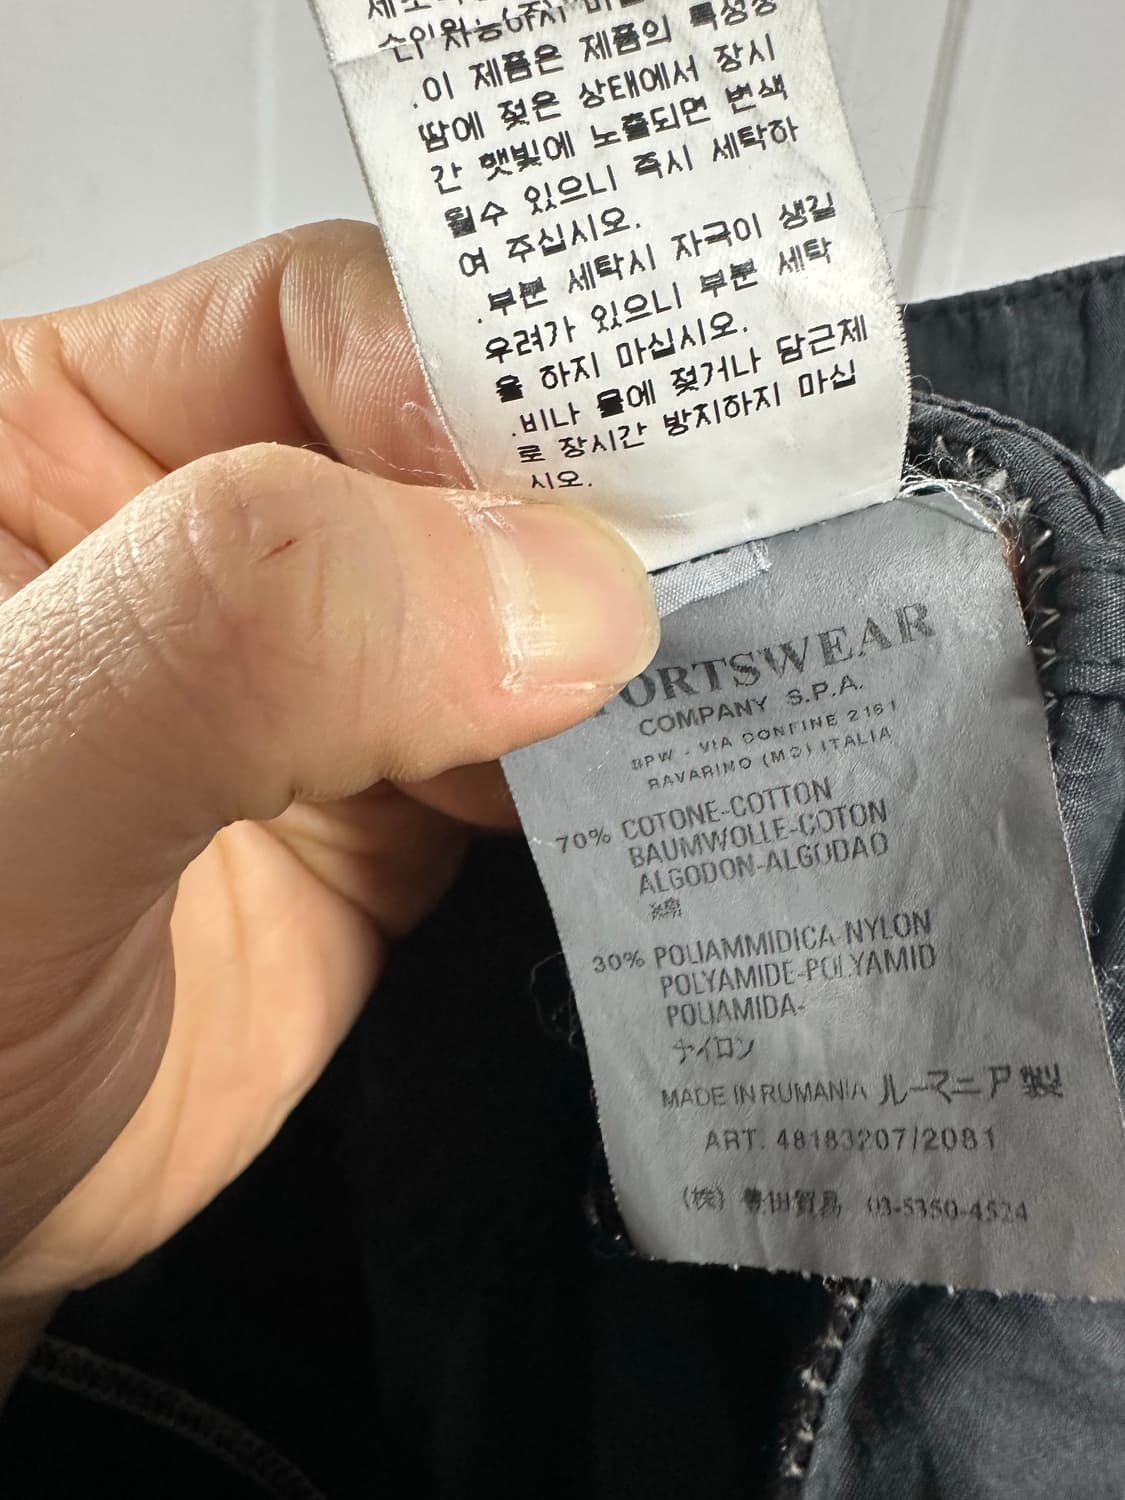 .이 제품은 제품의 특성상
땀에 젖은 상태에서 장시
간 햇빛에 노출되면 변색
될수 있으니 즉시 세탁하
여 주십시오.
.부분 세탁시 자국이 생길
우려가 있으니 부분 세탁
을 하지 마십시오.
.비나 물에 젖거나 담근제
로 장시간 방지하지 마십
시오.
PORTSWEAR
COMPANY S.P.A.
SPW - VIA CONFINE 2161
RAVARINO (MO) ITALIA
70% COTONE-COTTON
BAUMWOLLE-COTON
ALGODON-ALGODAO
綿
30% POLIAMMIDICA-NYLON
POLYAMIDE-POLYAMID
POLIAMIDA-
ナイロン
MADE IN RUMANIA ルーマニア製
ART. 48183207/2081
(株) 豊田貿易 03-5350-4524